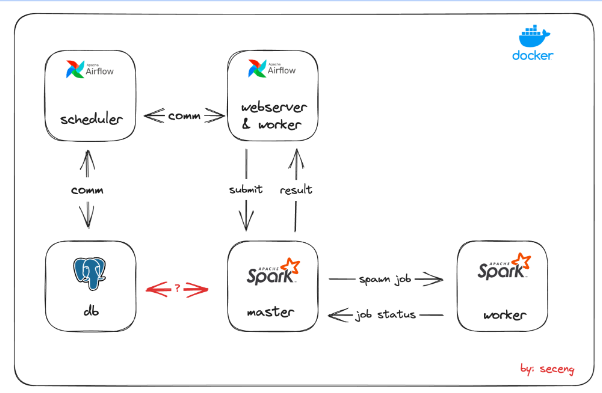 docker
Apache
Airflow
scheduler
comm
Apache
Airflow
webserver
& worker
comm
submit
result
db
?
APACHE
Spark
master
spawn job
job status
APACHE
Spark
worker
by: seceng